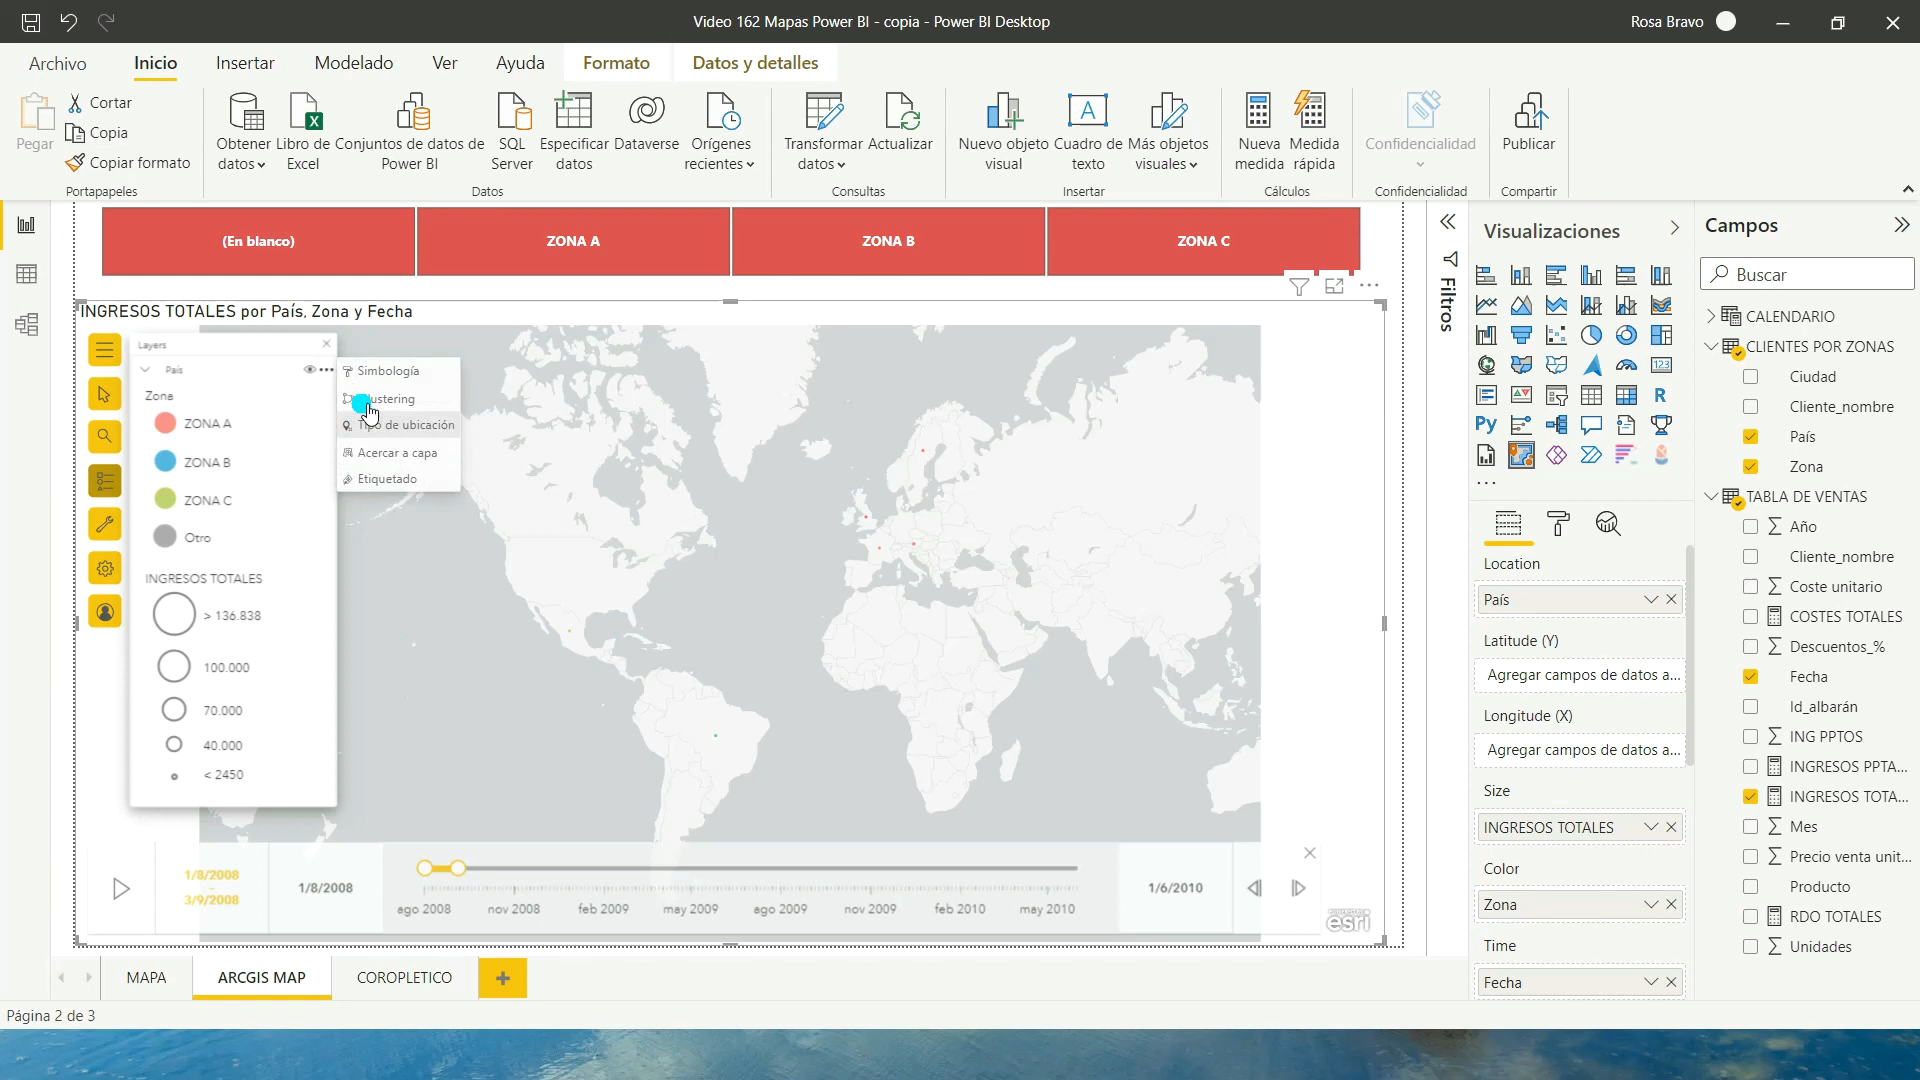 Video 162 Mapas Power BI - copia - Power BI Desktop
Rosa Bravo
Archivo Inicio Insertar Modelado Ver Ayuda Formato Datos y detalles
Pegar
Cortar
Copia
Copiar formato
Portapapeles
Obtener datos
Libro de Excel
Conjuntos de datos de Power BI
SQL Server
Especificar datos
Dataverse
Orígenes recientes
Datos
Transformar datos
Actualizar
Consultas
Nuevo objeto visual
Cuadro de texto
Más objetos visuales
Insertar
Nueva medida
Medida rápida
Cálculos
Confidencialidad
Confidencialidad
Publicar
Compartir
(En blanco) ZONA A ZONA B ZONA C
INGRESOS TOTALES por País, Zona y Fecha
Layers
País
Zona
ZONA A
ZONA B
ZONA C
Otro
INGRESOS TOTALES
> 136.838
100.000
70.000
40.000
< 2450
Simbología
Tipo de ubicación
Acercar a capa
Etiquetado
1/8/2008
-
3/9/2008
1/8/2008
ago 2008 nov 2008 feb 2009 may 2009 ago 2009 nov 2009 feb 2010 may 2010
1/6/2010
esri
MAPA ARCGIS MAP COROPLETICO +
Página 2 de 3
Filtros
Visualizaciones
R
Py
123
Location
País
Latitude (Y)
Agregar campos de datos a...
Longitude (X)
Agregar campos de datos a...
Size
INGRESOS TOTALES
Color
Zona
Time
Fecha
Campos
Buscar
CALENDARIO
CLIENTES POR ZONAS
Ciudad
Cliente_nombre
País
Zona
TABLA DE VENTAS
Año
Cliente_nombre
Coste unitario
COSTES TOTALES
Descuentos_%
Fecha
Id_albarán
ING PPTOS
INGRESOS PPTA...
INGRESOS TOTA...
Mes
Precio venta unit...
Producto
RDO TOTALES
Unidades